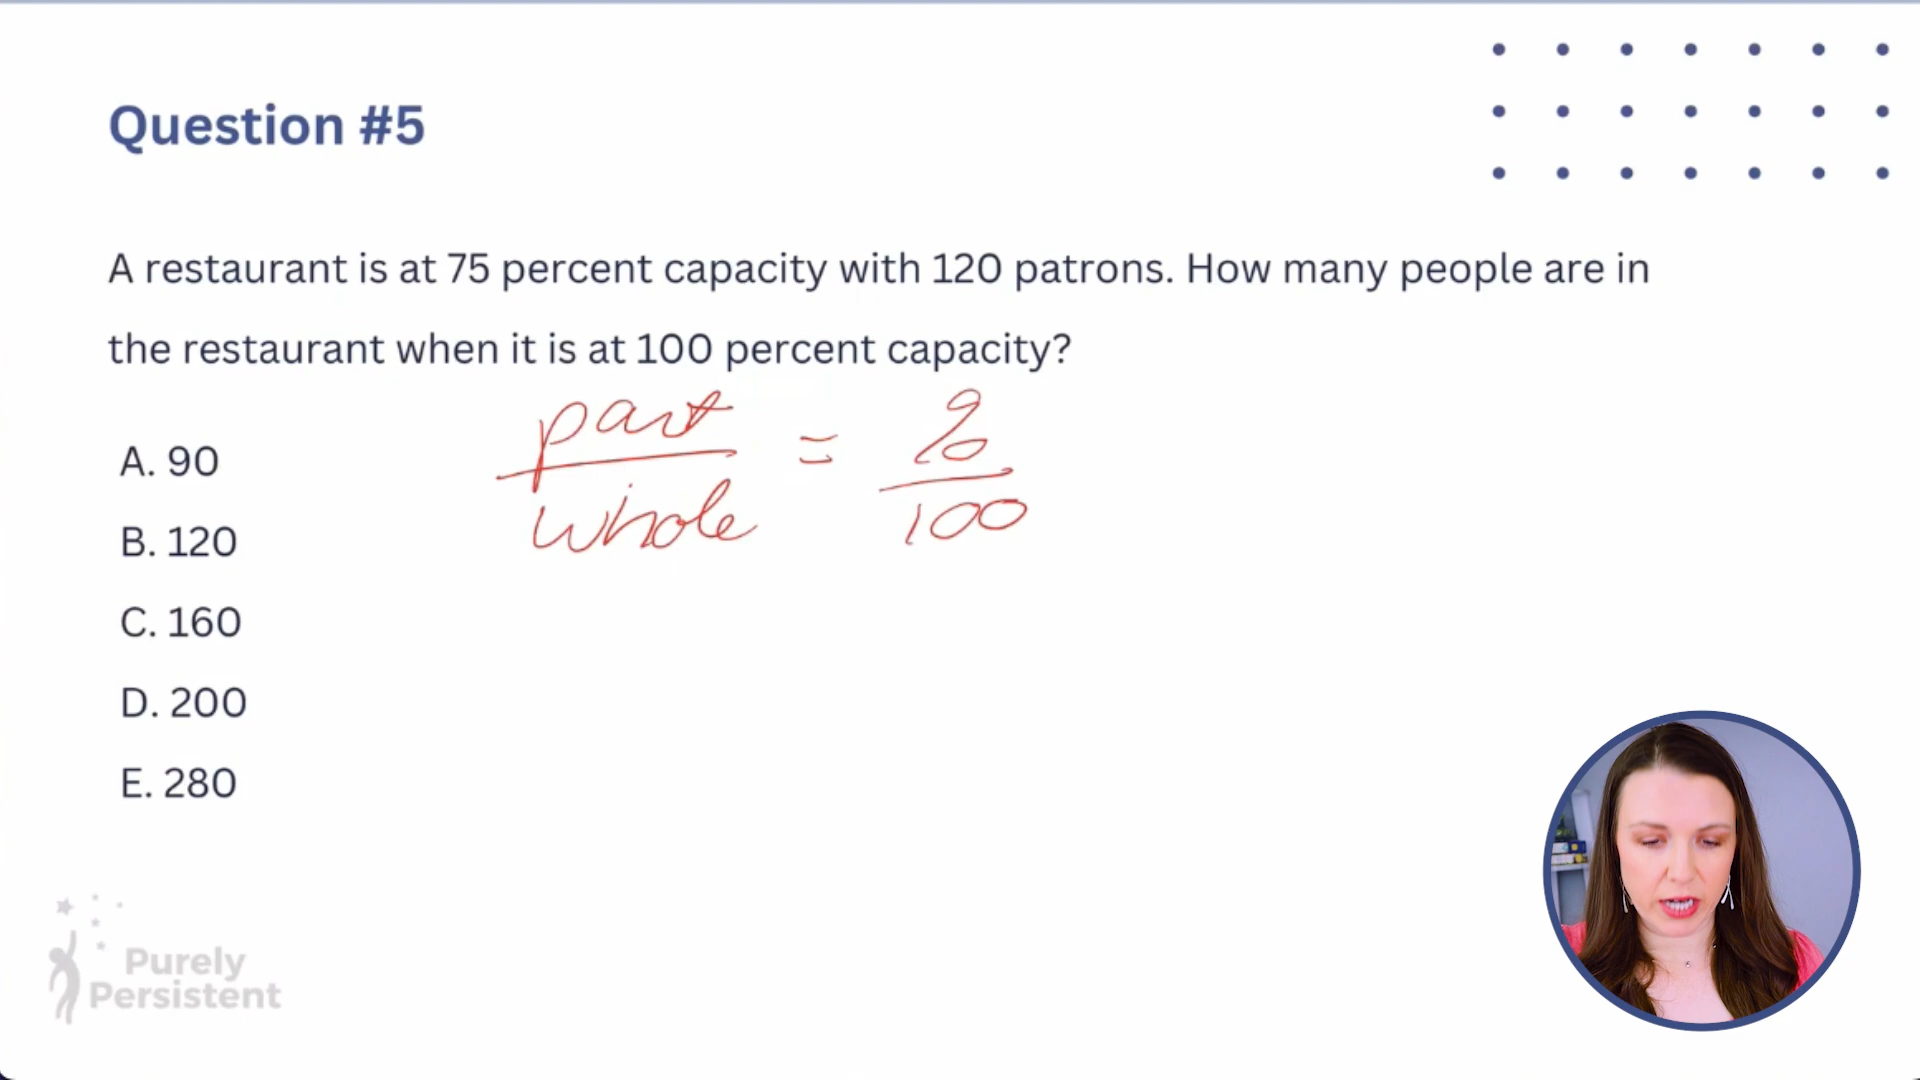 Question #5
A restaurant is at 75 percent capacity with 120 patrons. How many people are in
the restaurant when it is at 100 percent capacity?
part
whole
=
%
100
A. 90
B. 120
C. 160
D. 200
E. 280
Purely
Persistent